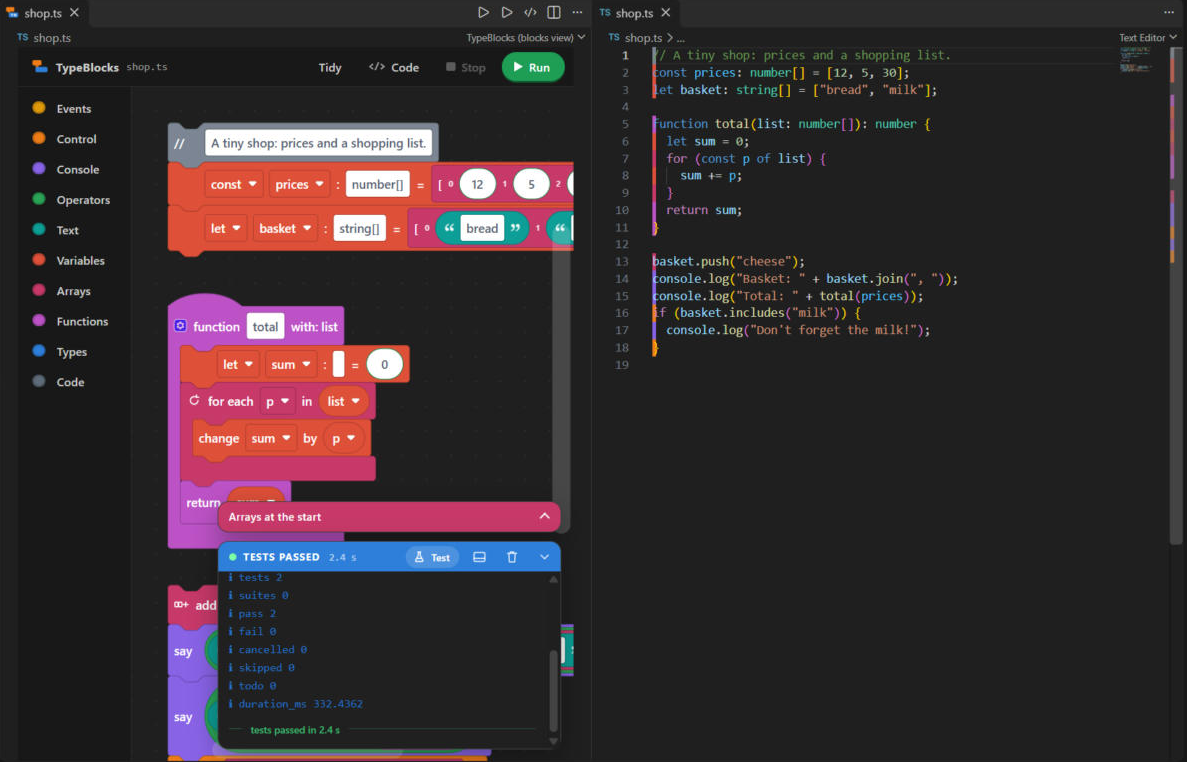 shop.ts
TS shop.ts
TypeBlocks (blocks view)
TypeBlocks shop.ts
Tidy
</> Code
Stop
Run
Events
Control
Console
Operators
Text
Variables
Arrays
Functions
Types
Code
// A tiny shop: prices and a shopping list.
const prices : number[] = [ 0 12 1 5 2
let basket : string[] = [ 0 “ bread ” 1 “
function total with: list
let sum : = 0
for each p in list
change sum by p
return
Arrays at the start
TESTS PASSED 2.4 s
Test
ℹ tests 2
ℹ suites 0
ℹ pass 2
ℹ fail 0
ℹ cancelled 0
ℹ skipped 0
ℹ todo 0
ℹ duration_ms 332.4362
tests passed in 2.4 s
add
say
say
TS shop.ts
TS shop.ts > ...
Text Editor
1 // A tiny shop: prices and a shopping list.
2 const prices: number[] = [12, 5, 30];
3 let basket: string[] = ["bread", "milk"];
4
5 function total(list: number[]): number {
6 let sum = 0;
7 for (const p of list) {
8 sum += p;
9 }
10 return sum;
11 }
12
13 basket.push("cheese");
14 console.log("Basket: " + basket.join(", "));
15 console.log("Total: " + total(prices));
16 if (basket.includes("milk")) {
17 console.log("Don't forget the milk!");
18 }
19